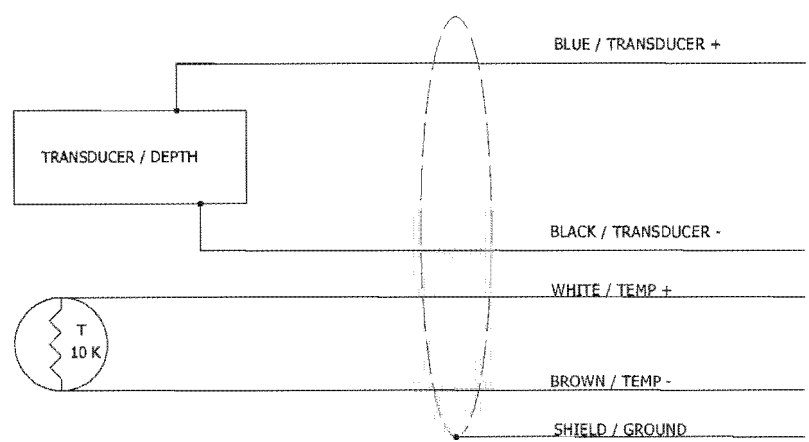 BLUE / TRANSDUCER +
TRANSDUCER / DEPTH
BLACK / TRANSDUCER -
WHITE / TEMP +
T
10 K
BROWN / TEMP -
SHIELD / GROUND